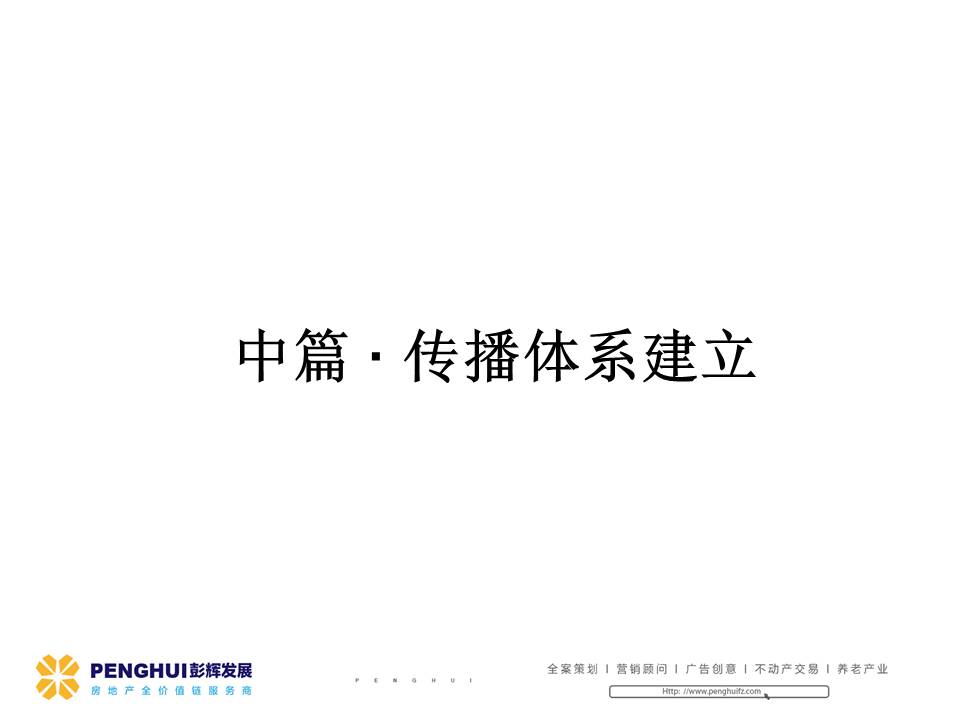 中篇·传播体系建立
PENGHUI彭辉发展
房地产全价值链服务商
PENGHUI
全案策划 | 营销顾问 | 广告创意 | 不动产交易 | 养老产业
Http: //www.penghuifz.com